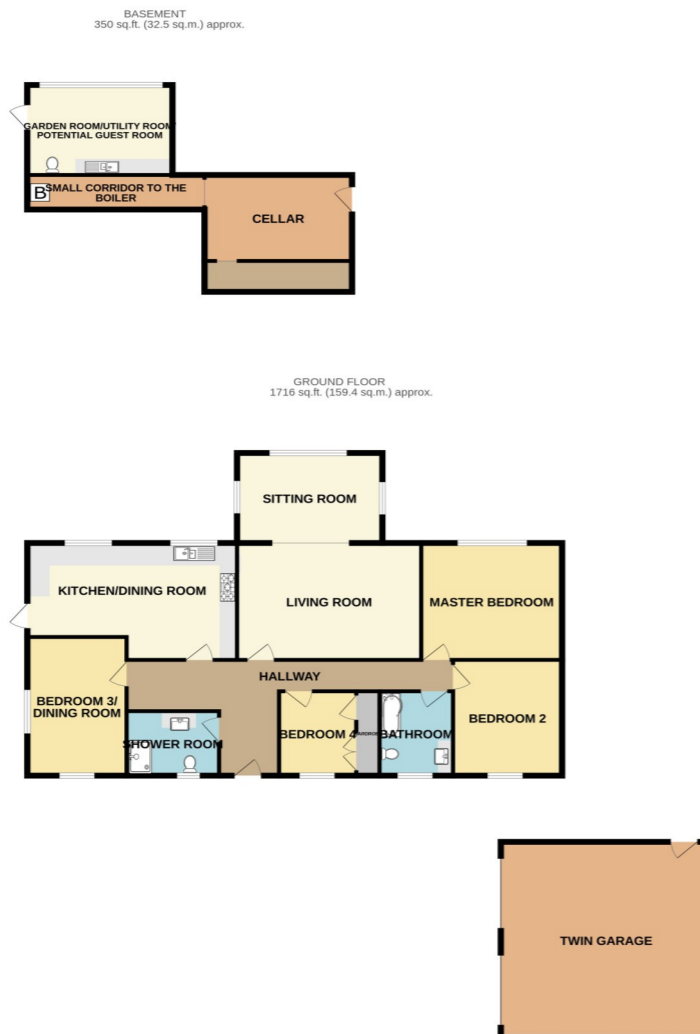 BASEMENT
350 sq.ft. (32.5 sq.m.) approx.
GARDEN ROOM/UTILITY ROOM/
POTENTIAL GUEST ROOM
B
SMALL CORRIDOR TO THE
BOILER
CELLAR
GROUND FLOOR
1716 sq.ft. (159.4 sq.m.) approx.
SITTING ROOM
KITCHEN/DINING ROOM
LIVING ROOM
MASTER BEDROOM
HALLWAY
BEDROOM 3/
DINING ROOM
BEDROOM 2
SHOWER ROOM
BEDROOM 4
BATHROOM
TWIN GARAGE